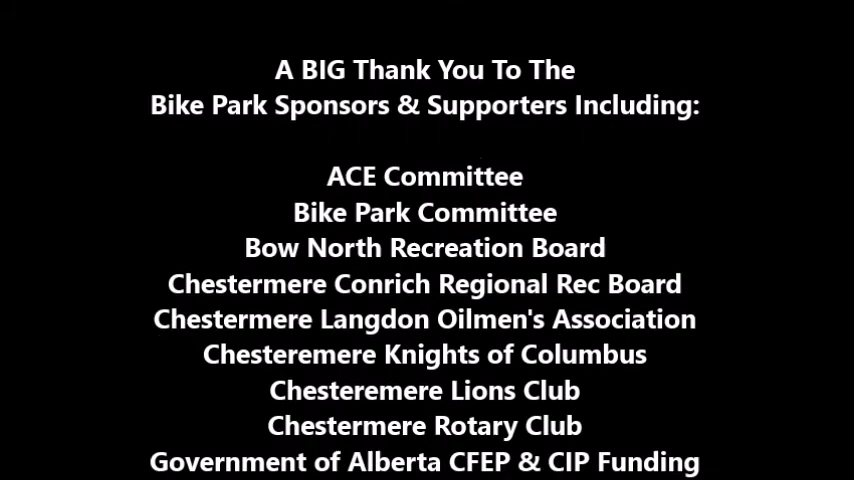 A BIG Thank You To The
Bike Park Sponsors & Supporters Including:
ACE Committee
Bike Park Committee
Bow North Recreation Board
Chestermere Conrich Regional Rec Board
Chestermere Langdon Oilmen's Association
Chesteremere Knights of Columbus
Chesteremere Lions Club
Chestermere Rotary Club
Government of Alberta CFEP & CIP Funding